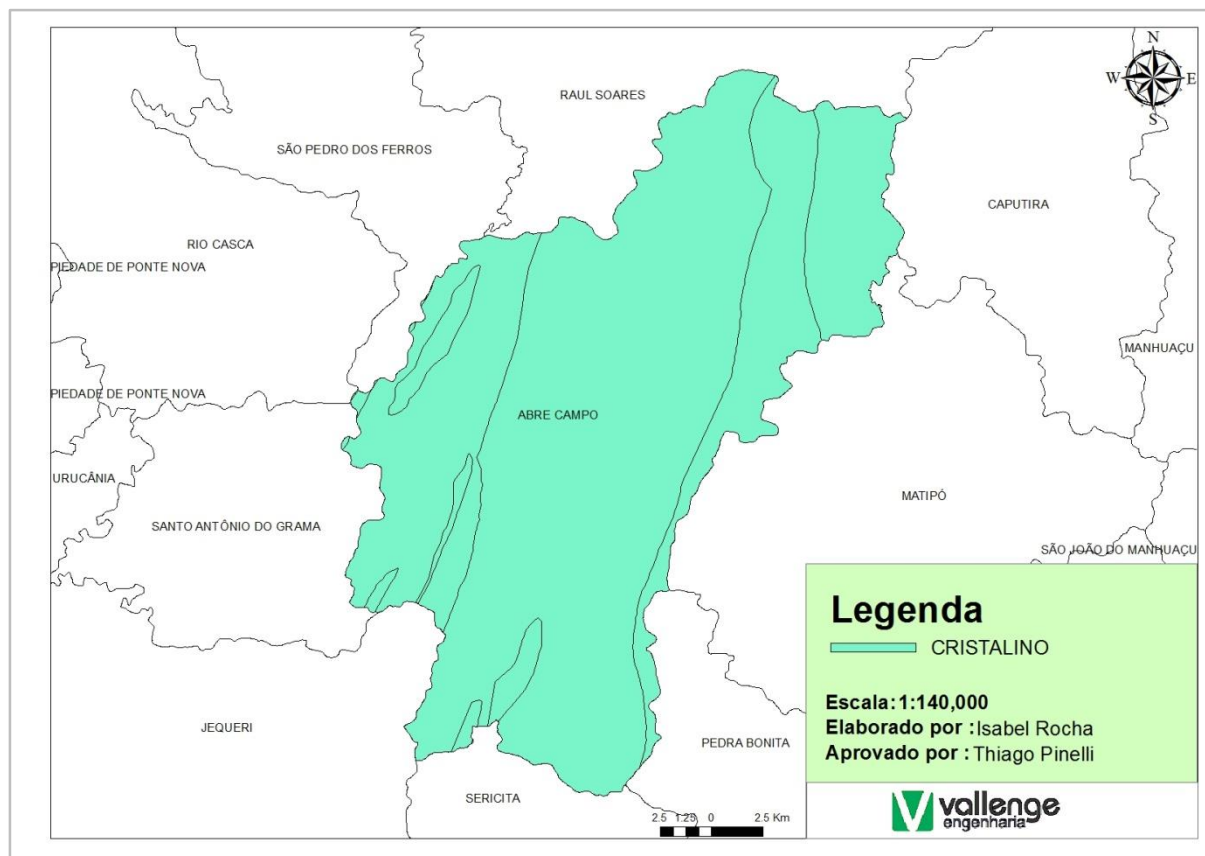 N
W E
S
RAUL SOARES
SÃO PEDRO DOS FERROS
CAPUTIRA
RIO CASCA
PIEDADE DE PONTE NOVA
MANHUAÇU
PIEDADE DE PONTE NOVA
ABRE CAMPO
URUCÂNIA
MATIPÓ
SANTO ANTÔNIO DO GRAMA
SÃO JOÃO DO MANHUAÇU
JEQUERI
PEDRA BONITA
SERICITA
Legenda
CRISTALINO
Escala:1:140,000
Elaborado por : Isabel Rocha
Aprovado por : Thiago Pinelli
2.5 1.25 0 2.5 Km
vallenge
engenharia